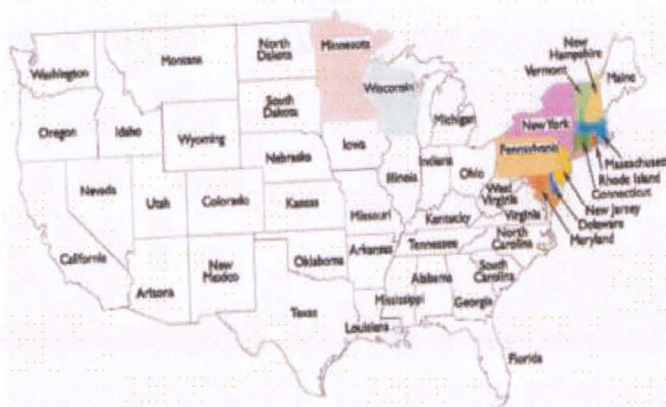 Washington
Montana
North
Dakota
Minnesota
New
Hampshire
Vermont
Maine
Oregon
Idaho
Wyoming
South
Dakota
Wisconsin
Michigan
New York
Massachuset
Rhode Island
Connecticut
New Jersey
Delaware
Meryland
Nevada
Utah
Colorado
Nebraska
Iowa
Illinois
Indiana
Ohio
Pennsylvania
West
Virginia
Virginia
California
Arizona
New
Mexico
Kansas
Missouri
Kentucky
North
Carolina
Tennessee
Oklahoma
Arkansas
South
Carolina
Texas
Louisiana
Mississippi
Alabama
Georgia
Florida